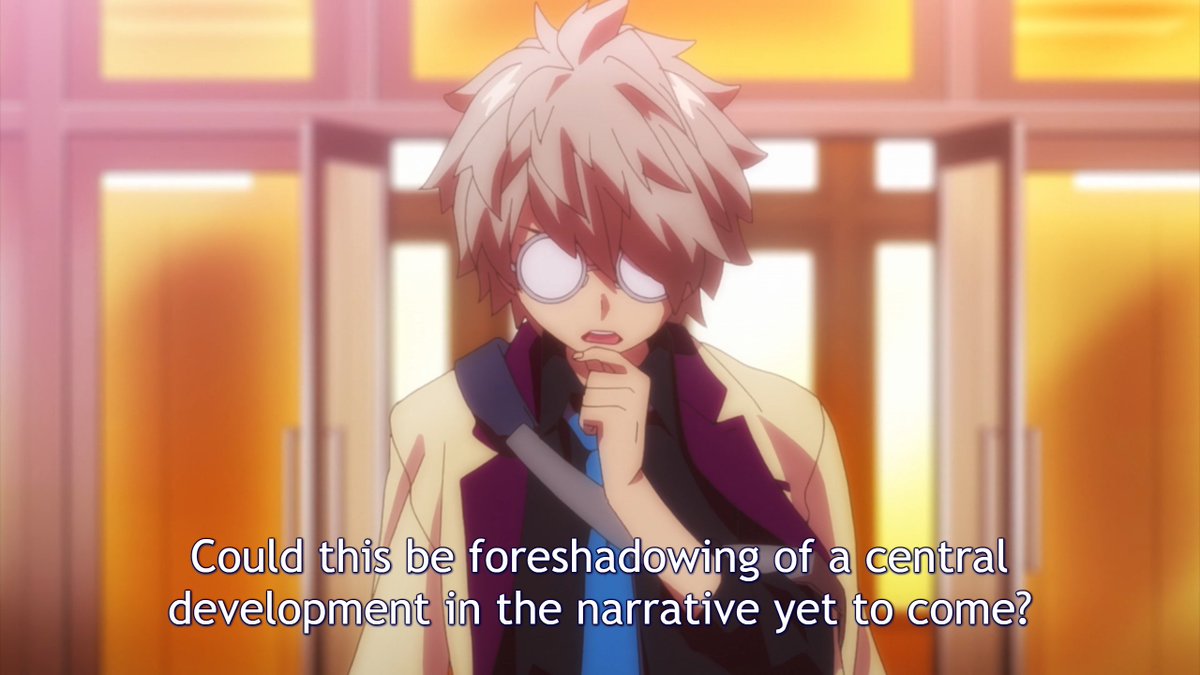 Could this be foreshadowing of a central
development in the narrative yet to come?